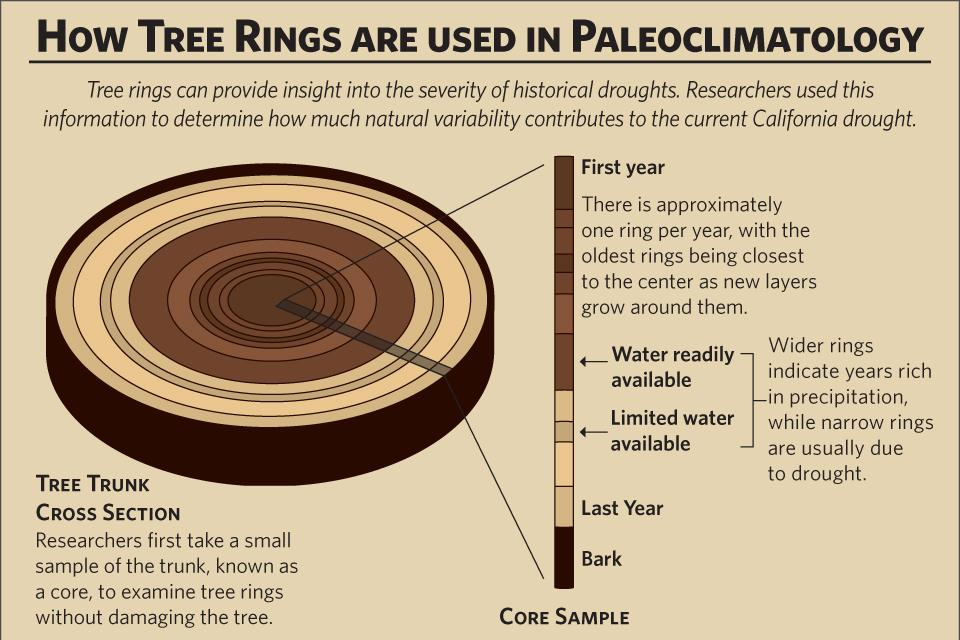 How Tree Rings are used in Paleoclimatology
Tree rings can provide insight into the severity of historical droughts. Researchers used this
information to determine how much natural variability contributes to the current California drought.
First year
There is approximately
one ring per year, with the
oldest rings being closest
to the center as new layers
grow around them.
Water readily
available
Limited water
available
Wider rings
indicate years rich
in precipitation,
while narrow rings
are usually due
to drought.
Last Year
Bark
Core Sample
Tree Trunk
Cross Section
Researchers first take a small
sample of the trunk, known as
a core, to examine tree rings
without damaging the tree.